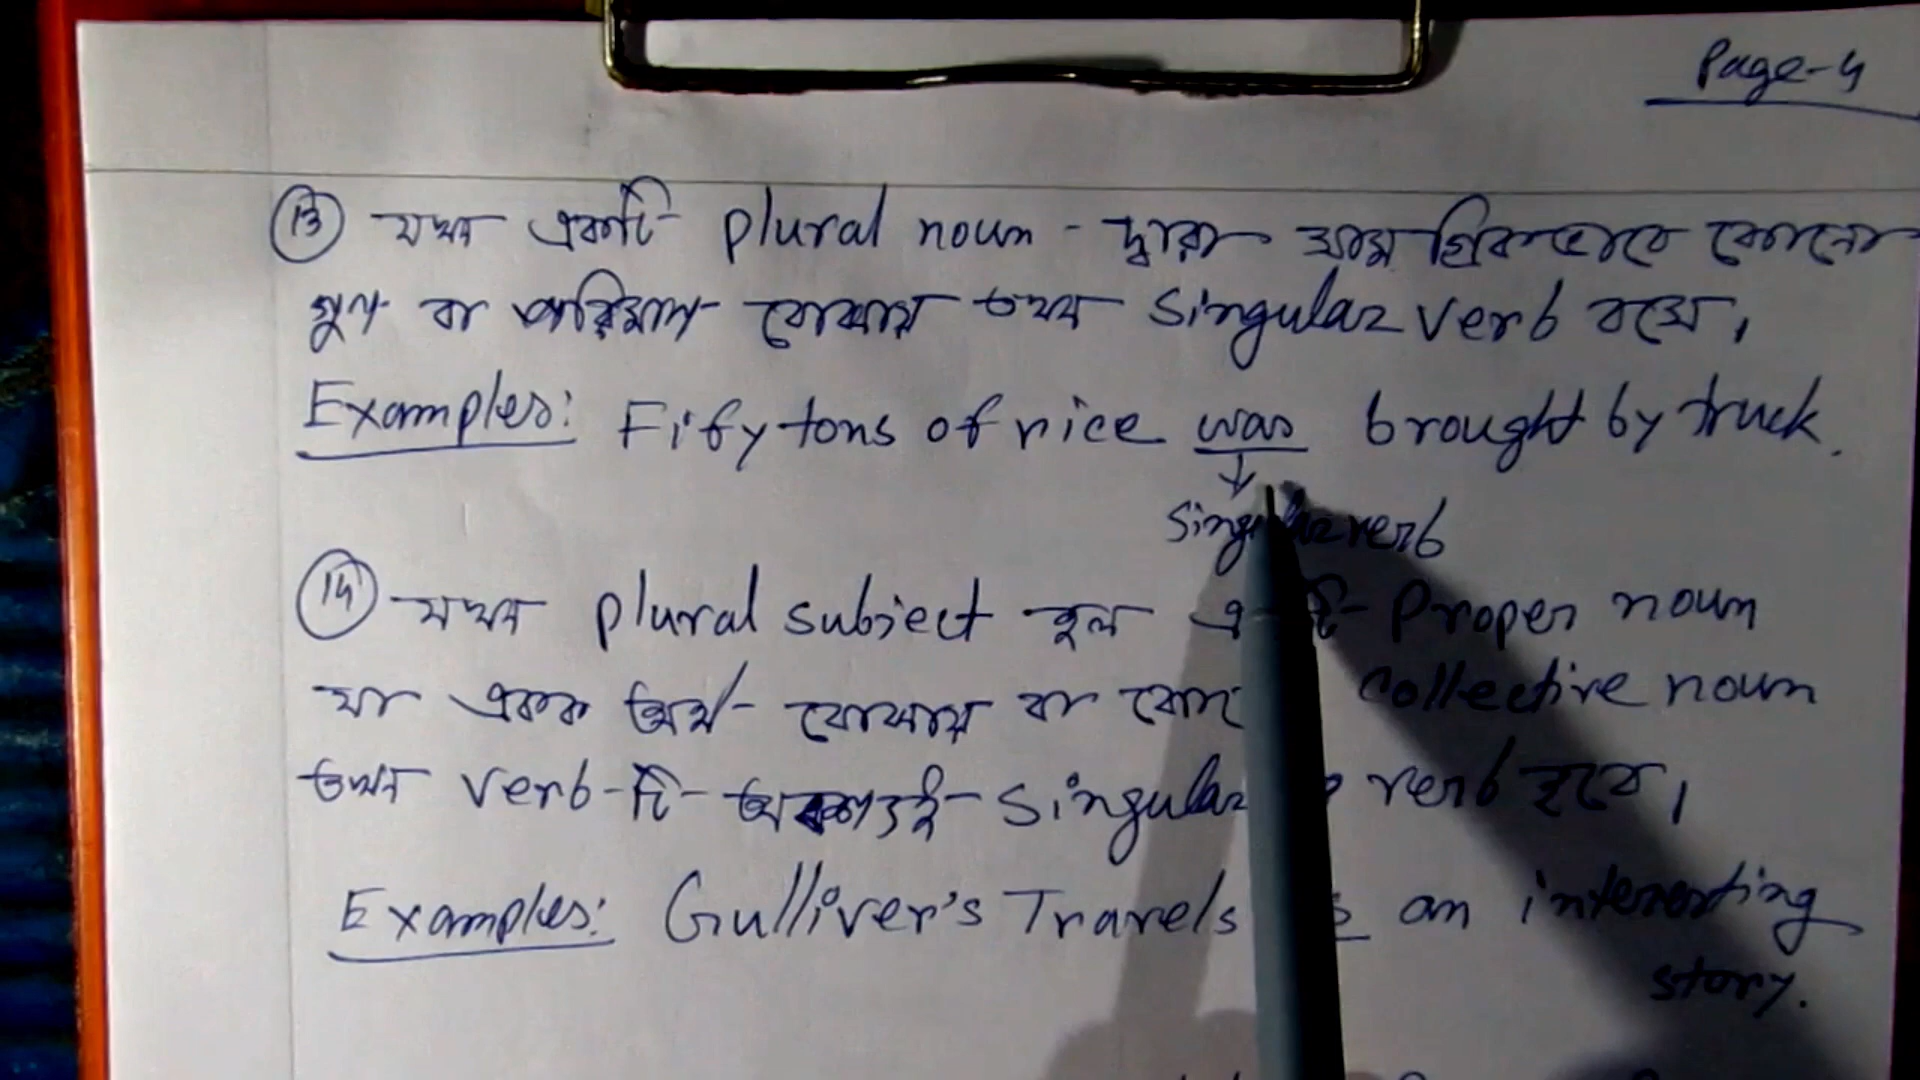 Page-4
(13) যখন একটি plural noun - দ্বারা সামগ্রিকভাবে কোনো
গুণ বা পরিমাণ বোঝায় তখন singular verb বসে।
Examples: Fifty tons of rice was brought by truck.
↓
Singular verb
(14) যখন plural subject হল Proper noun
যা একক অর্থ বোঝায় বা collective noun
তখন verb-টি অবশ্যই singular verb হবে।
Examples: Gulliver's Travels an interesting
story.